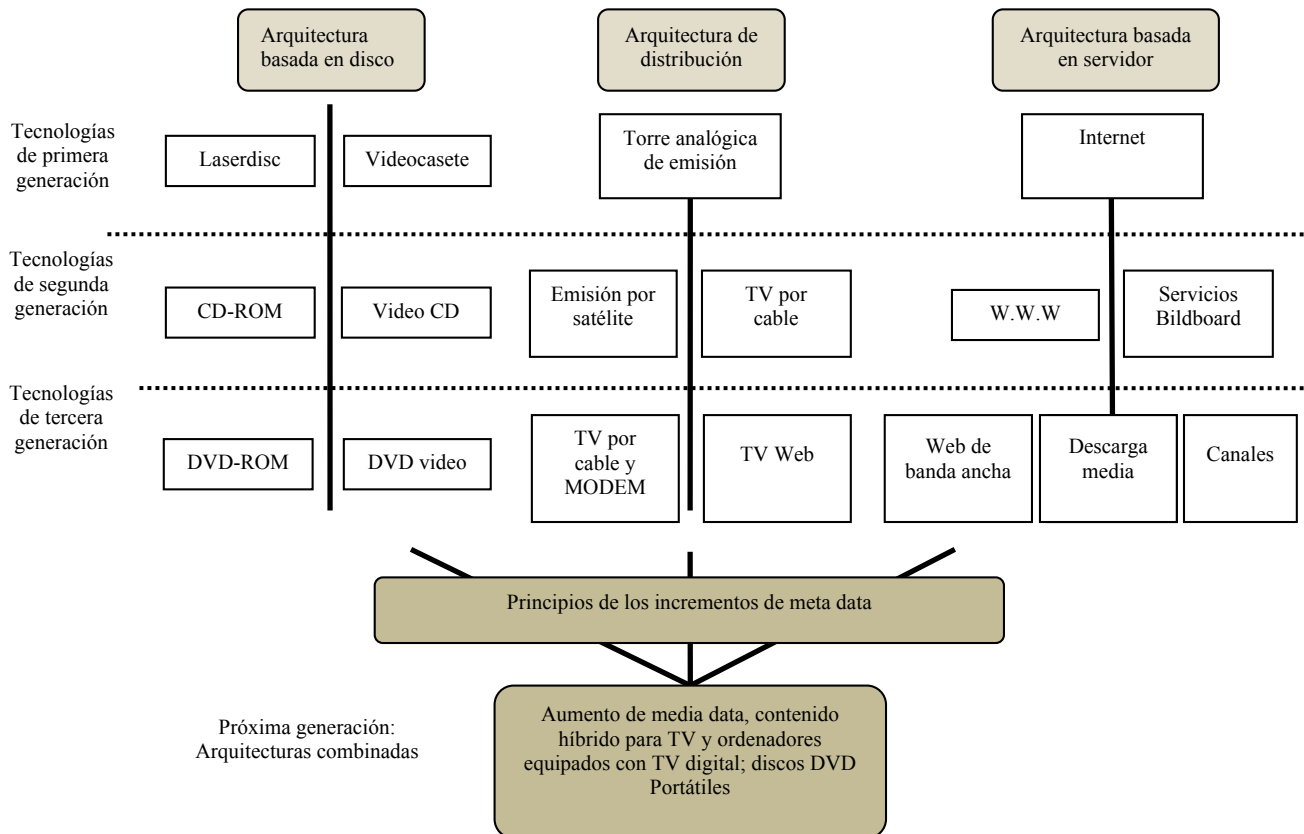 Arquitectura
basada en disco
Arquitectura de
distribución
Arquitectura basada
en servidor
Tecnologías
de primera
generación
Laserdisc
Videocasete
Torre analógica
de emisión
Internet
Tecnologías
de segunda
generación
CD-ROM
Video CD
Emisión por
satélite
TV por
cable
W.W.W
Servicios
Bildboard
Tecnologías
de tercera
generación
DVD-ROM
DVD video
TV por
cable y
MODEM
TV Web
Web de
banda ancha
Descarga
media
Canales
Principios de los incrementos de meta data
Próxima generación:
Arquitecturas combinadas
Aumento de media data, contenido
híbrido para TV y ordenadores
equipados con TV digital; discos DVD
Portátiles